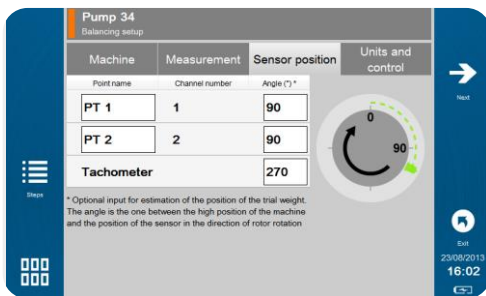 Pump 34
Balancing setup
Machine
Measurement
Sensor position
Units and
control
Point name
Channel number
Angle (°) *
PT 1
1
90
PT 2
2
90
Tachometer
270
0
90
* Optional input for estimation of the position of the trial weight.
The angle is the one between the high position of the machine
and the position of the sensor in the direction of rotor rotation
Steps
Next
Exit
23/08/2013
16:02